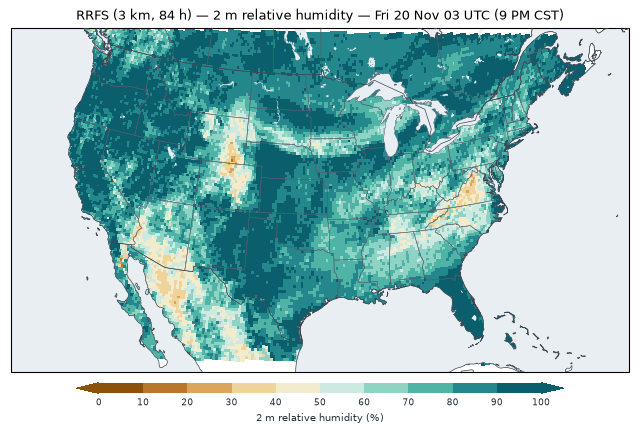 RRFS (3 km, 84 h) — 2 m relative humidity — Fri 20 Nov 03 UTC (9 PM CST)
0 10 20 30 40 50 60 70 80 90 100
2 m relative humidity (%)